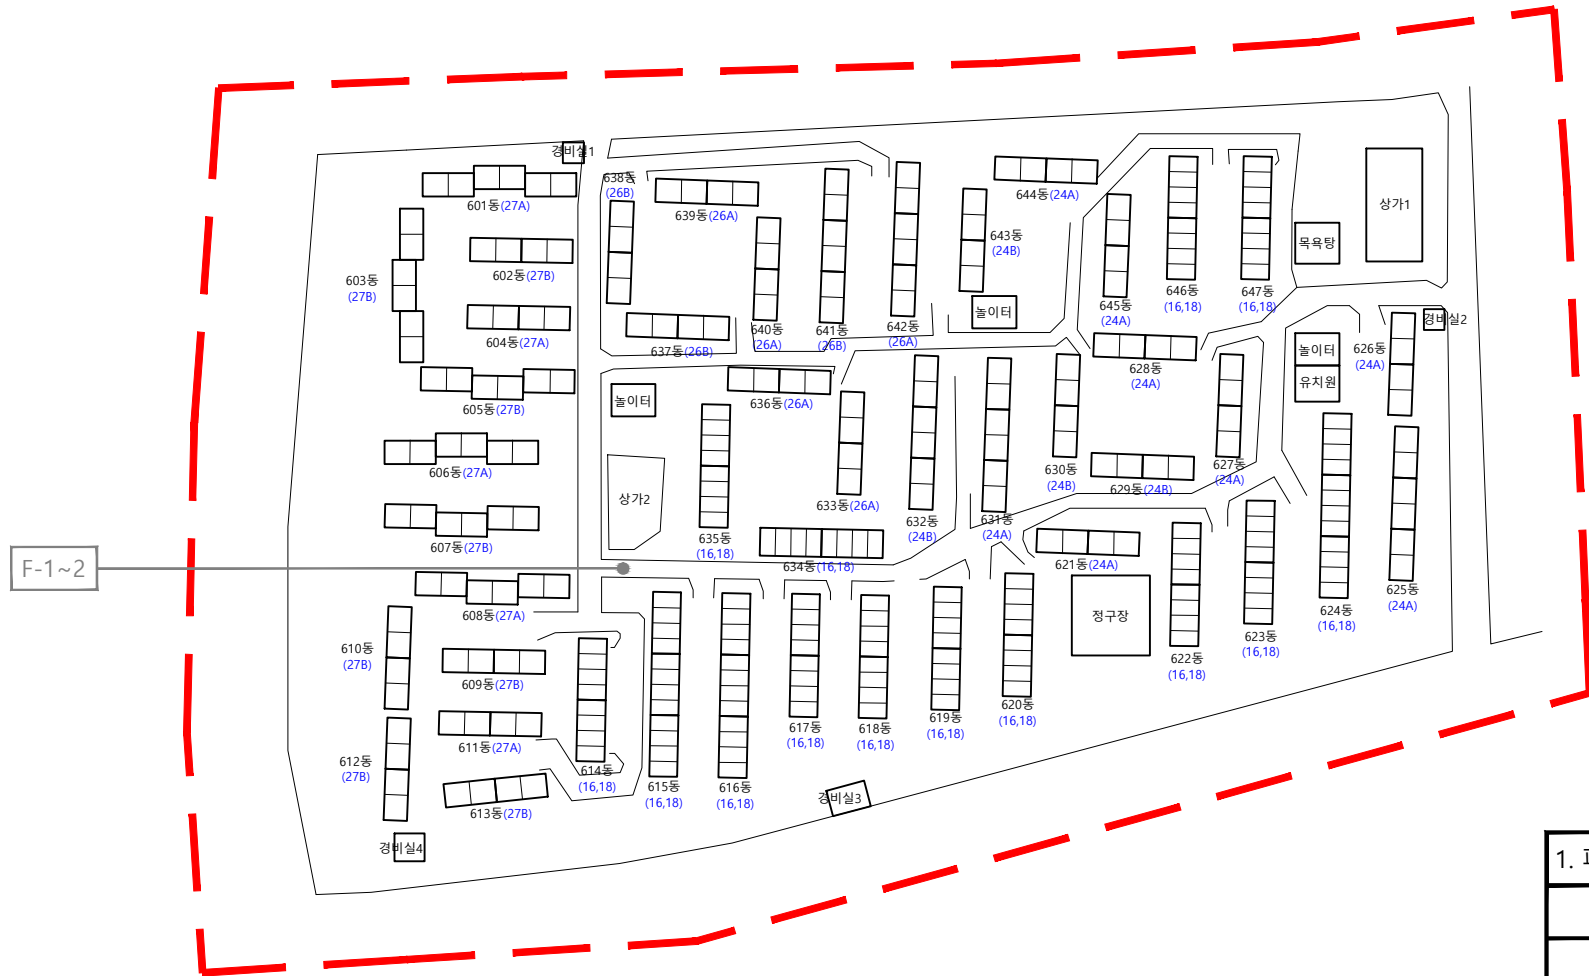 경비실1
638동
(26B)
601동(27A)
639동(26A)
644동(24A)
상가1
643동
(24B)
목욕탕
602동(27B)
603동
(27B)
646동
(16,18)
647동
(16,18)
645동
(24A)
놀이터
경비실2
640동
(26A)
641동
(26B)
642동
(26A)
604동(27A)
637동(26B)
놀이터
유치원
626동
(24A)
628동
(24A)
605동(27B)
놀이터
636동(26A)
606동(27A)
630동
(24B)
629동(24B)
627동
(24A)
상가2
633동(26A)
632동
(24B)
631동
(24A)
607동(27B)
635동
(16,18)
634동(16,18)
621동(24A)
F-1~2
608동(27A)
정구장
625동
(24A)
624동
(16,18)
623동
(16,18)
622동
(16,18)
610동
(27B)
609동(27B)
620동
(16,18)
619동
(16,18)
618동
(16,18)
617동
(16,18)
611동(27A)
612동
(27B)
614동
(16,18)
615동
(16,18)
616동
(16,18)
경비실3
613동(27B)
경비실4
1.